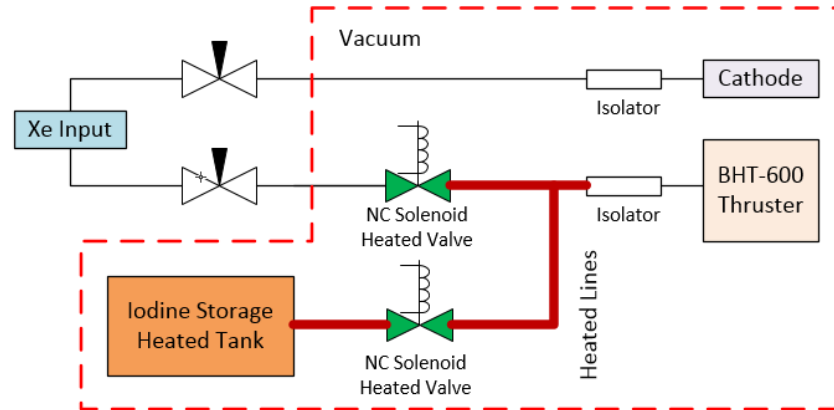 Vacuum
Xe Input
Isolator
Cathode
NC Solenoid
Heated Valve
Isolator
BHT-600
Thruster
Iodine Storage
Heated Tank
NC Solenoid
Heated Valve
Heated Lines